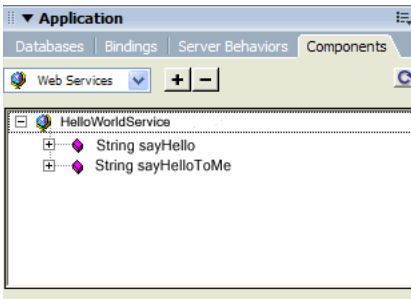 Application
Databases Bindings Server Behaviors Components
Web Services + −
HelloWorldService
String sayHello
String sayHelloToMe